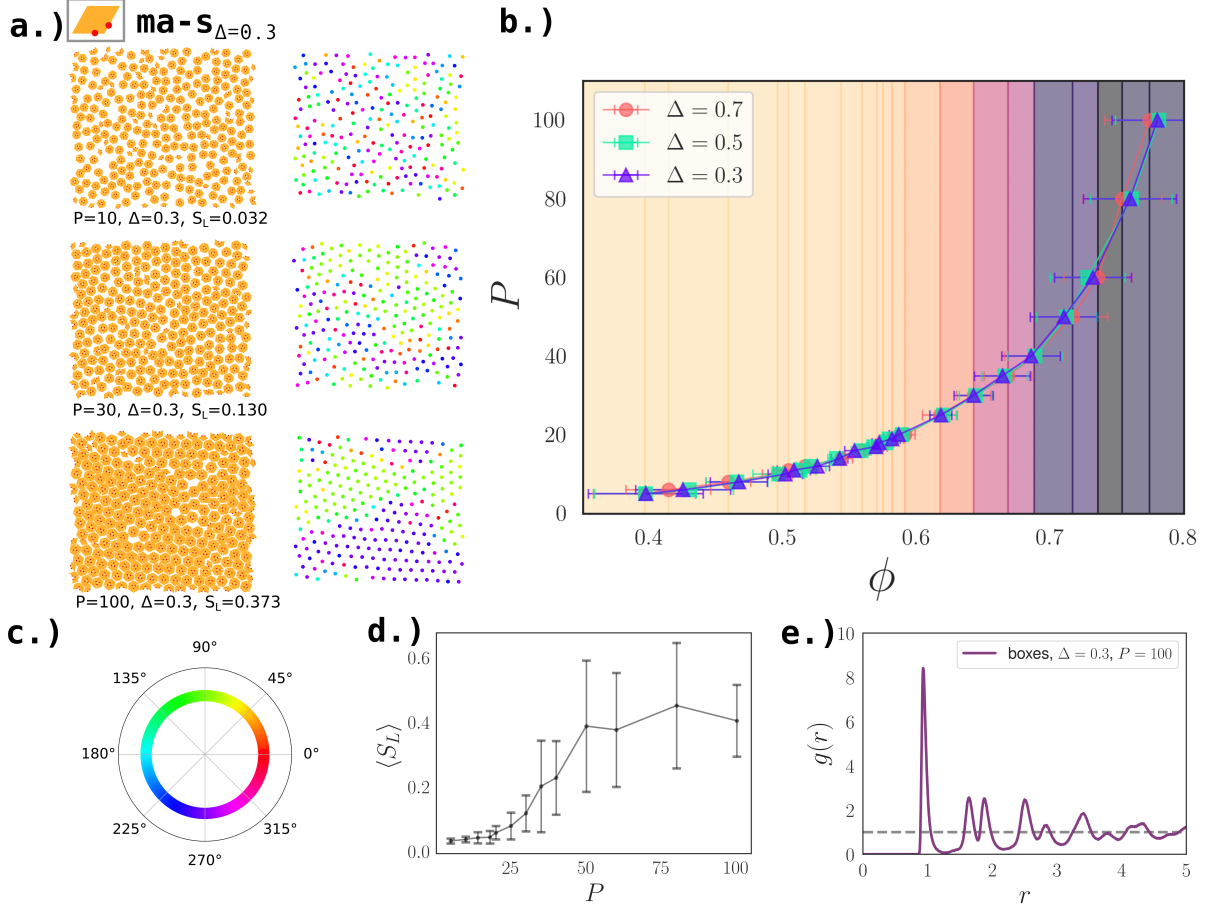 a.)
ma-s_Δ=0.3
P=10, Δ=0.3, S_L=0.032
P=30, Δ=0.3, S_L=0.130
P=100, Δ=0.3, S_L=0.373
b.)
Δ = 0.7
Δ = 0.5
Δ = 0.3
100
80
60
40
20
0
P
0.4 0.5 0.6 0.7 0.8
ϕ
c.)
90°
135° 45°
180° 0°
225° 315°
270°
d.)
0.6
0.4
0.2
0.0
⟨S_L⟩
25 50 75 100
P
e.)
boxes, Δ = 0.3, P = 100
10
8
6
4
2
0
g(r)
0 1 2 3 4 5
r